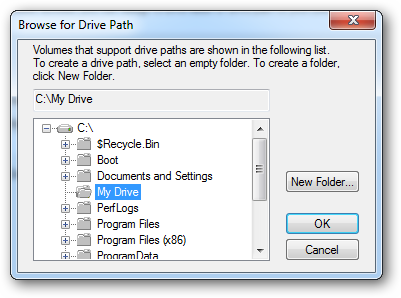 Browse for Drive Path
Volumes that support drive paths are shown in the following list.
To create a drive path, select an empty folder. To create a folder,
click New Folder.
C:\My Drive
C:\
$Recycle.Bin
Boot
Documents and Settings
My Drive
PerfLogs
Program Files
Program Files (x86)
ProgramData
New Folder...
OK
Cancel